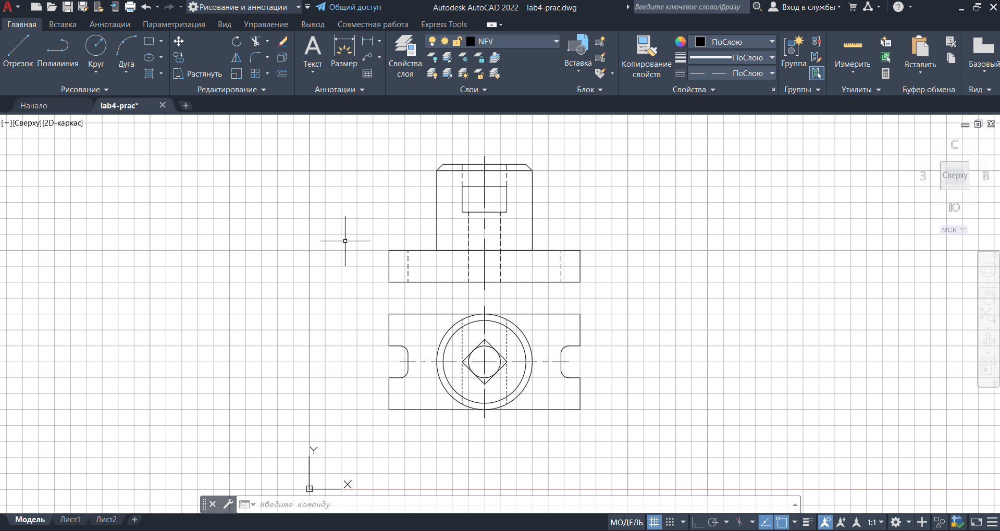 Рисование и аннотации
Общий доступ
Autodesk AutoCAD 2022 lab4-prac.dwg
Введите ключевое слово/фразу
Вход в службы
Главная Вставка Аннотации Параметризация Вид Управление Вывод Совместная работа Express Tools
NEV
ПоСлою
ПоСлою
ПоСлою
Отрезок Полилиния Круг Дуга
Растянуть
Текст Размер
Свойства слоя
Вставка
Копирование свойств
Группа
Измерить
Вставить
Базовый
Рисование Редактирование Аннотации Слои Блок Свойства Группы Утилиты Буфер обмена Вид
Начало lab4-prac*
[−][Сверху][2D-каркас]
С
З Сверху В
Ю
МСК
Y
X
Введите команду
Модель Лист1 Лист2
МОДЕЛЬ 1:1